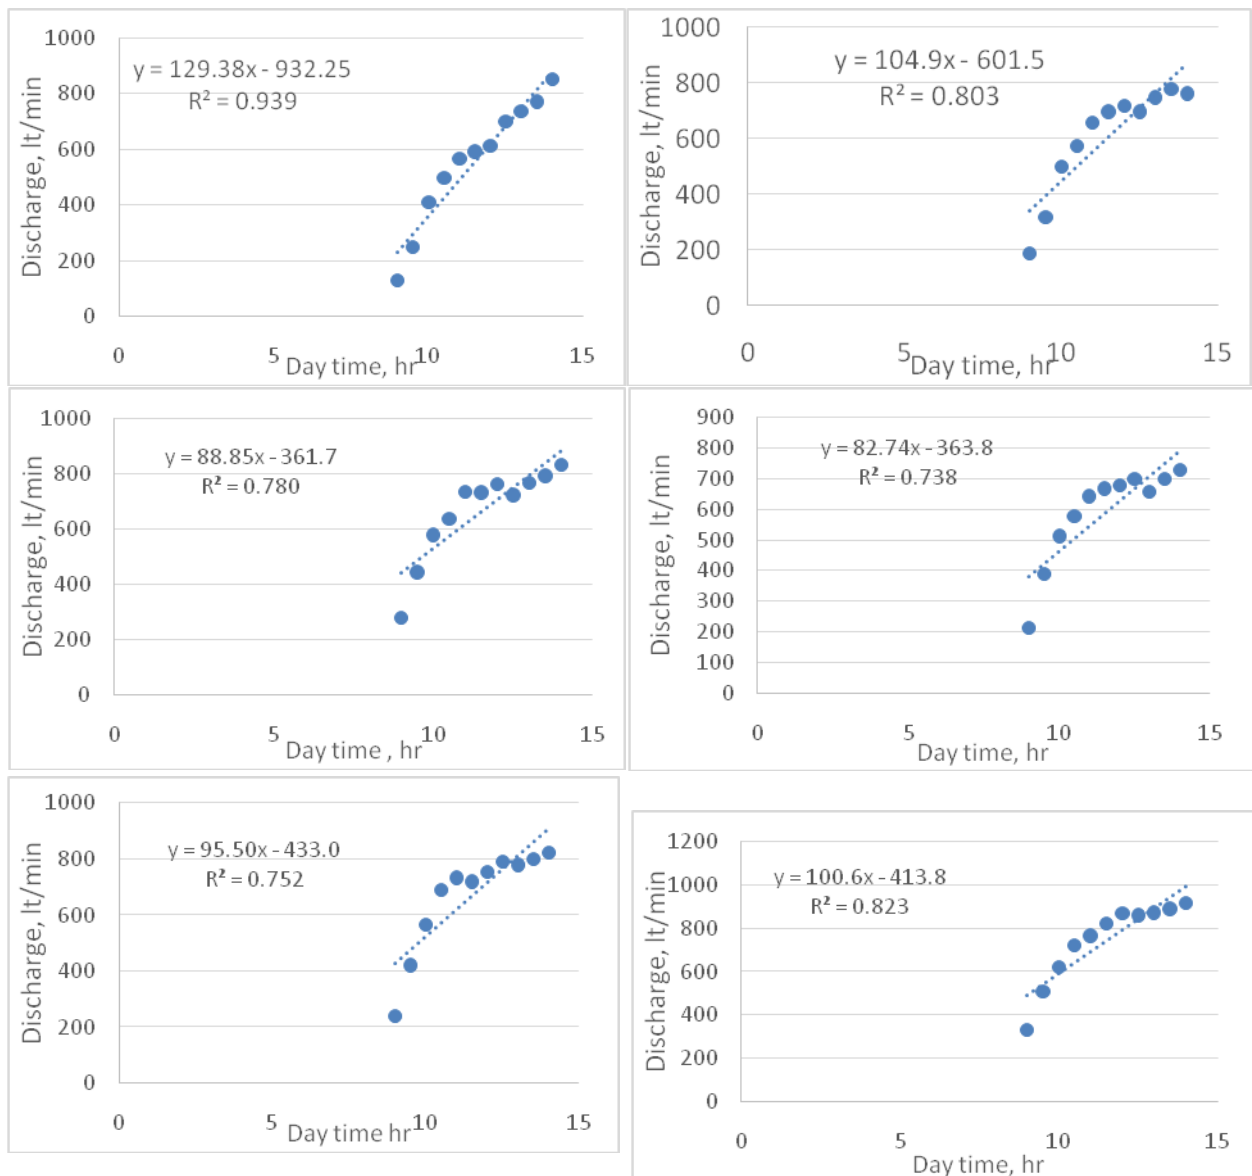 1000
y = 129.38x - 932.25
R² = 0.939
800
600
400
200
0
Discharge, lt/min
0 5 10 15
Day time, hr
1000
y = 104.9x - 601.5
R² = 0.803
800
600
400
200
0
Discharge, lt/min
0 5 10 15
Day time, hr
1000
y = 88.85x - 361.7
R² = 0.780
800
600
400
200
0
Discharge, lt/min
0 5 10 15
Day time , hr
900
y = 82.74x - 363.8
R² = 0.738
800
700
600
500
400
300
200
100
0
Discharge, lt/min
0 5 10 15
Day time, hr
1000
y = 95.50x - 433.0
R² = 0.752
800
600
400
200
0
Discharge, lt/min
0 5 10 15
Day time hr
1200
y = 100.6x - 413.8
R² = 0.823
1000
800
600
400
200
0
Discharge, lt/min
0 5 10 15
Day time, hr